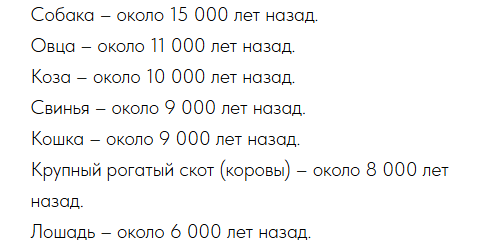 Собака – около 15 000 лет назад.
Овца – около 11 000 лет назад.
Коза – около 10 000 лет назад.
Свинья – около 9 000 лет назад.
Кошка – около 9 000 лет назад.
Крупный рогатый скот (коровы) – около 8 000 лет
назад.
Лошадь – около 6 000 лет назад.